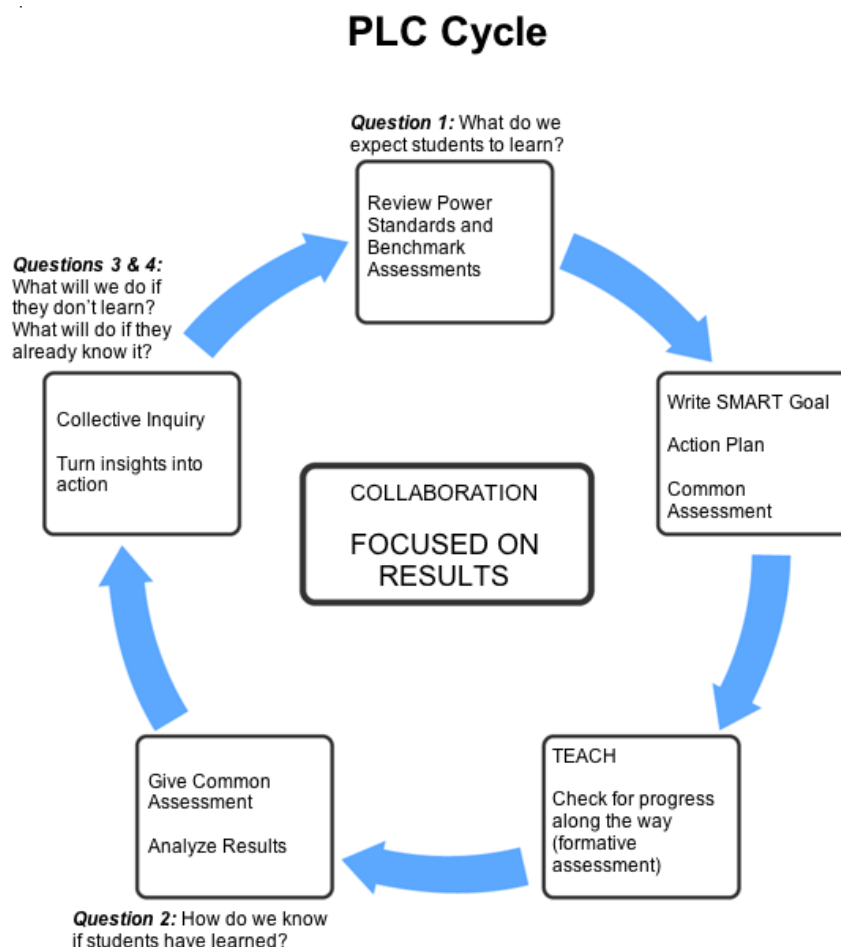 PLC Cycle
Question 1: What do we
expect students to learn?
Review Power
Standards and
Benchmark
Assessments
Questions 3 & 4:
What will we do if
they don't learn?
What will do if they
already know it?
Collective Inquiry
Turn insights into
action
Write SMART Goal
Action Plan
Common
Assessment
COLLABORATION
FOCUSED ON
RESULTS
TEACH
Check for progress
along the way
(formative
assessment)
Give Common
Assessment
Analyze Results
Question 2: How do we know
if students have learned?